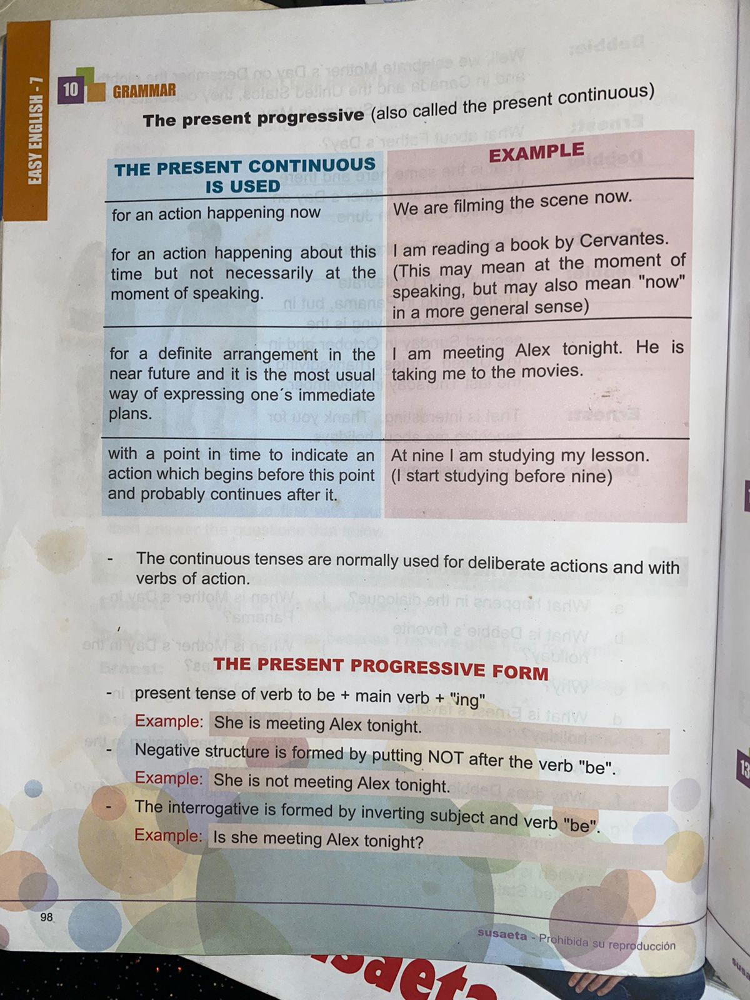 EASY ENGLISH - 7
10
GRAMMAR
The present progressive (also called the present continuous)
THE PRESENT CONTINUOUS
IS USED
EXAMPLE
for an action happening now
We are filming the scene now.
for an action happening about this
time but not necessarily at the
moment of speaking.
I am reading a book by Cervantes.
(This may mean at the moment of
speaking, but may also mean "now"
in a more general sense)
for a definite arrangement in the
near future and it is the most usual
way of expressing one´s immediate
plans.
I am meeting Alex tonight. He is
taking me to the movies.
with a point in time to indicate an
action which begins before this point
and probably continues after it.
At nine I am studying my lesson.
(I start studying before nine)
- The continuous tenses are normally used for deliberate actions and with
verbs of action.
THE PRESENT PROGRESSIVE FORM
- present tense of verb to be + main verb + "ing"
Example: She is meeting Alex tonight.
- Negative structure is formed by putting NOT after the verb "be".
Example: She is not meeting Alex tonight.
- The interrogative is formed by inverting subject and verb "be".
Example: Is she meeting Alex tonight?
98
susaeta - Prohibida su reproducción
13